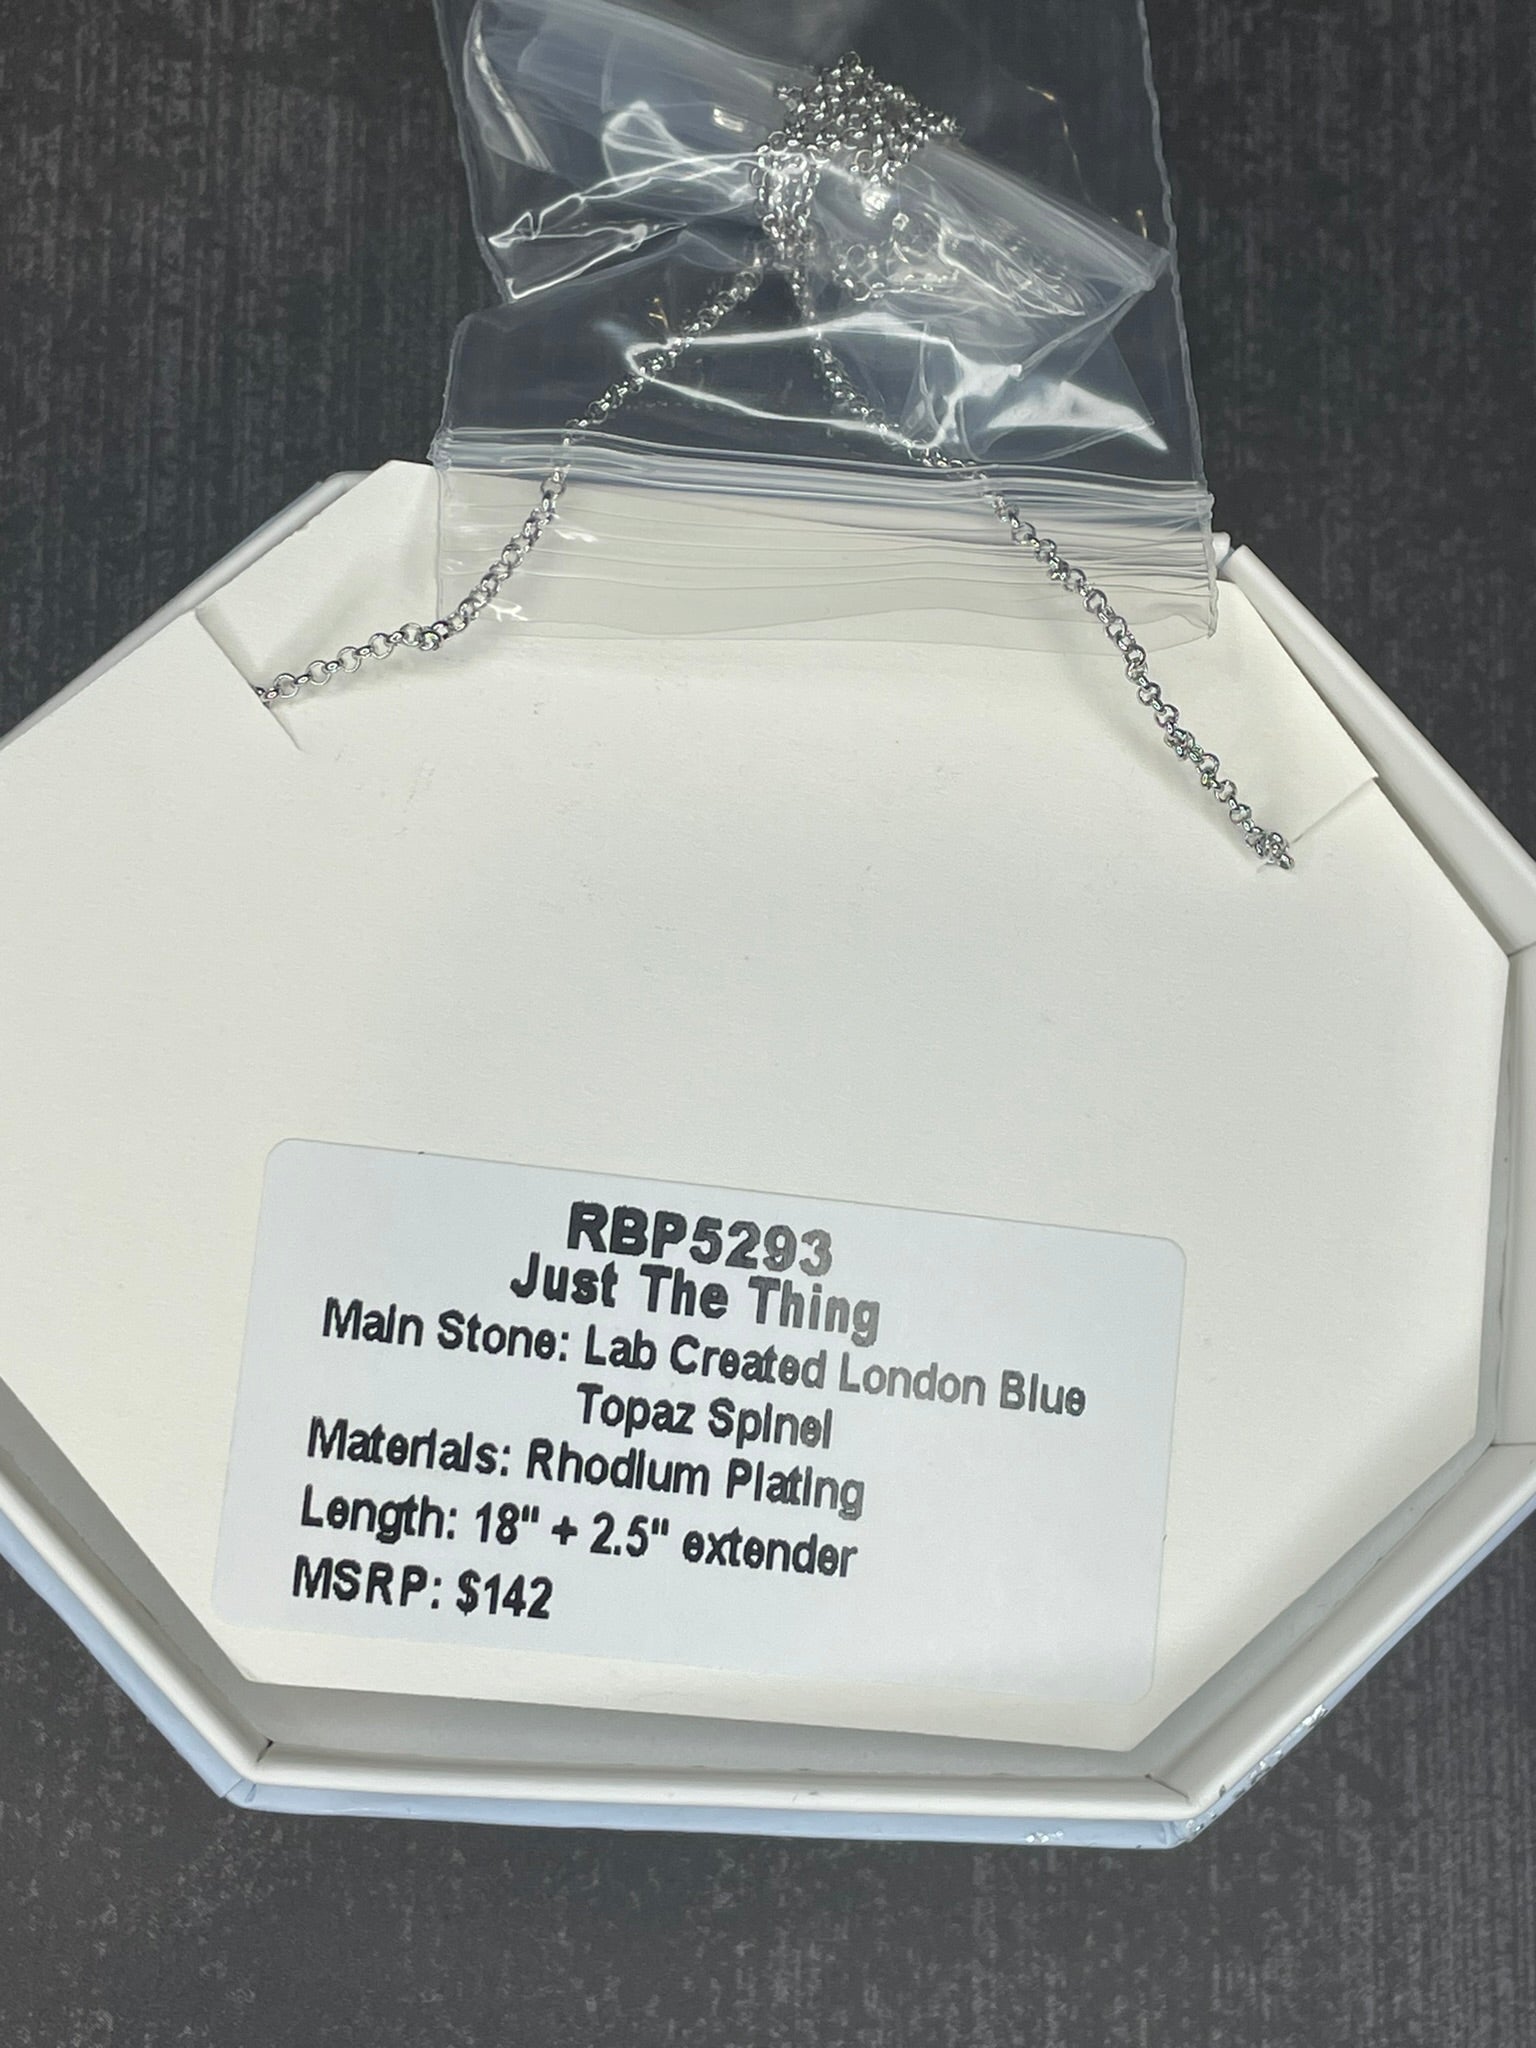 RBP5293
Just The Thing
Main Stone: Lab Created London Blue
Topaz Spinel
Materials: Rhodium Plating
Length: 18" + 2.5" extender
MSRP: $142